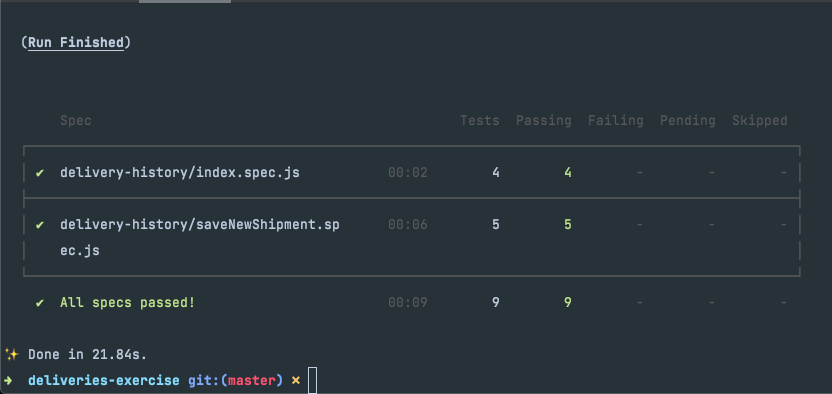 (Run Finished)
Spec Tests Passing Failing Pending Skipped
✔ delivery-history/index.spec.js 00:02 4 4 - - -
✔ delivery-history/saveNewShipment.sp 00:06 5 5 - - -
ec.js
✔ All specs passed! 00:09 9 9 - - -
✨ Done in 21.84s.
➜ deliveries-exercise git:(master) ✗